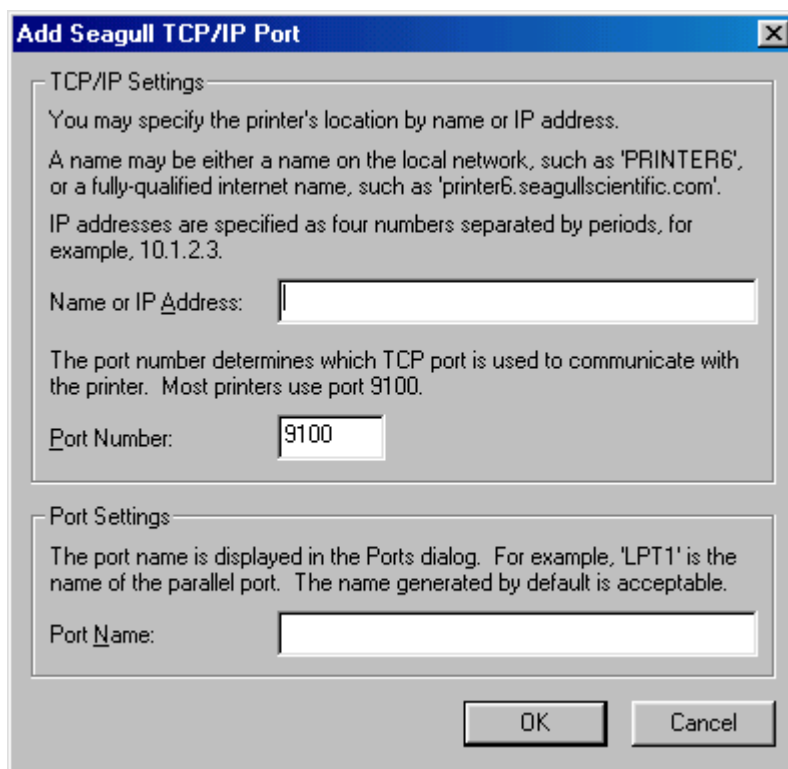 Add Seagull TCP/IP Port
TCP/IP Settings
You may specify the printer's location by name or IP address.
A name may be either a name on the local network, such as 'PRINTER6',
or a fully-qualified internet name, such as 'printer6.seagullscientific.com'.
IP addresses are specified as four numbers separated by periods, for
example, 10.1.2.3.
Name or IP Address:
The port number determines which TCP port is used to communicate with
the printer.  Most printers use port 9100.
Port Number: 9100
Port Settings
The port name is displayed in the Ports dialog.  For example, 'LPT1' is the
name of the parallel port.  The name generated by default is acceptable.
Port Name:
OK Cancel